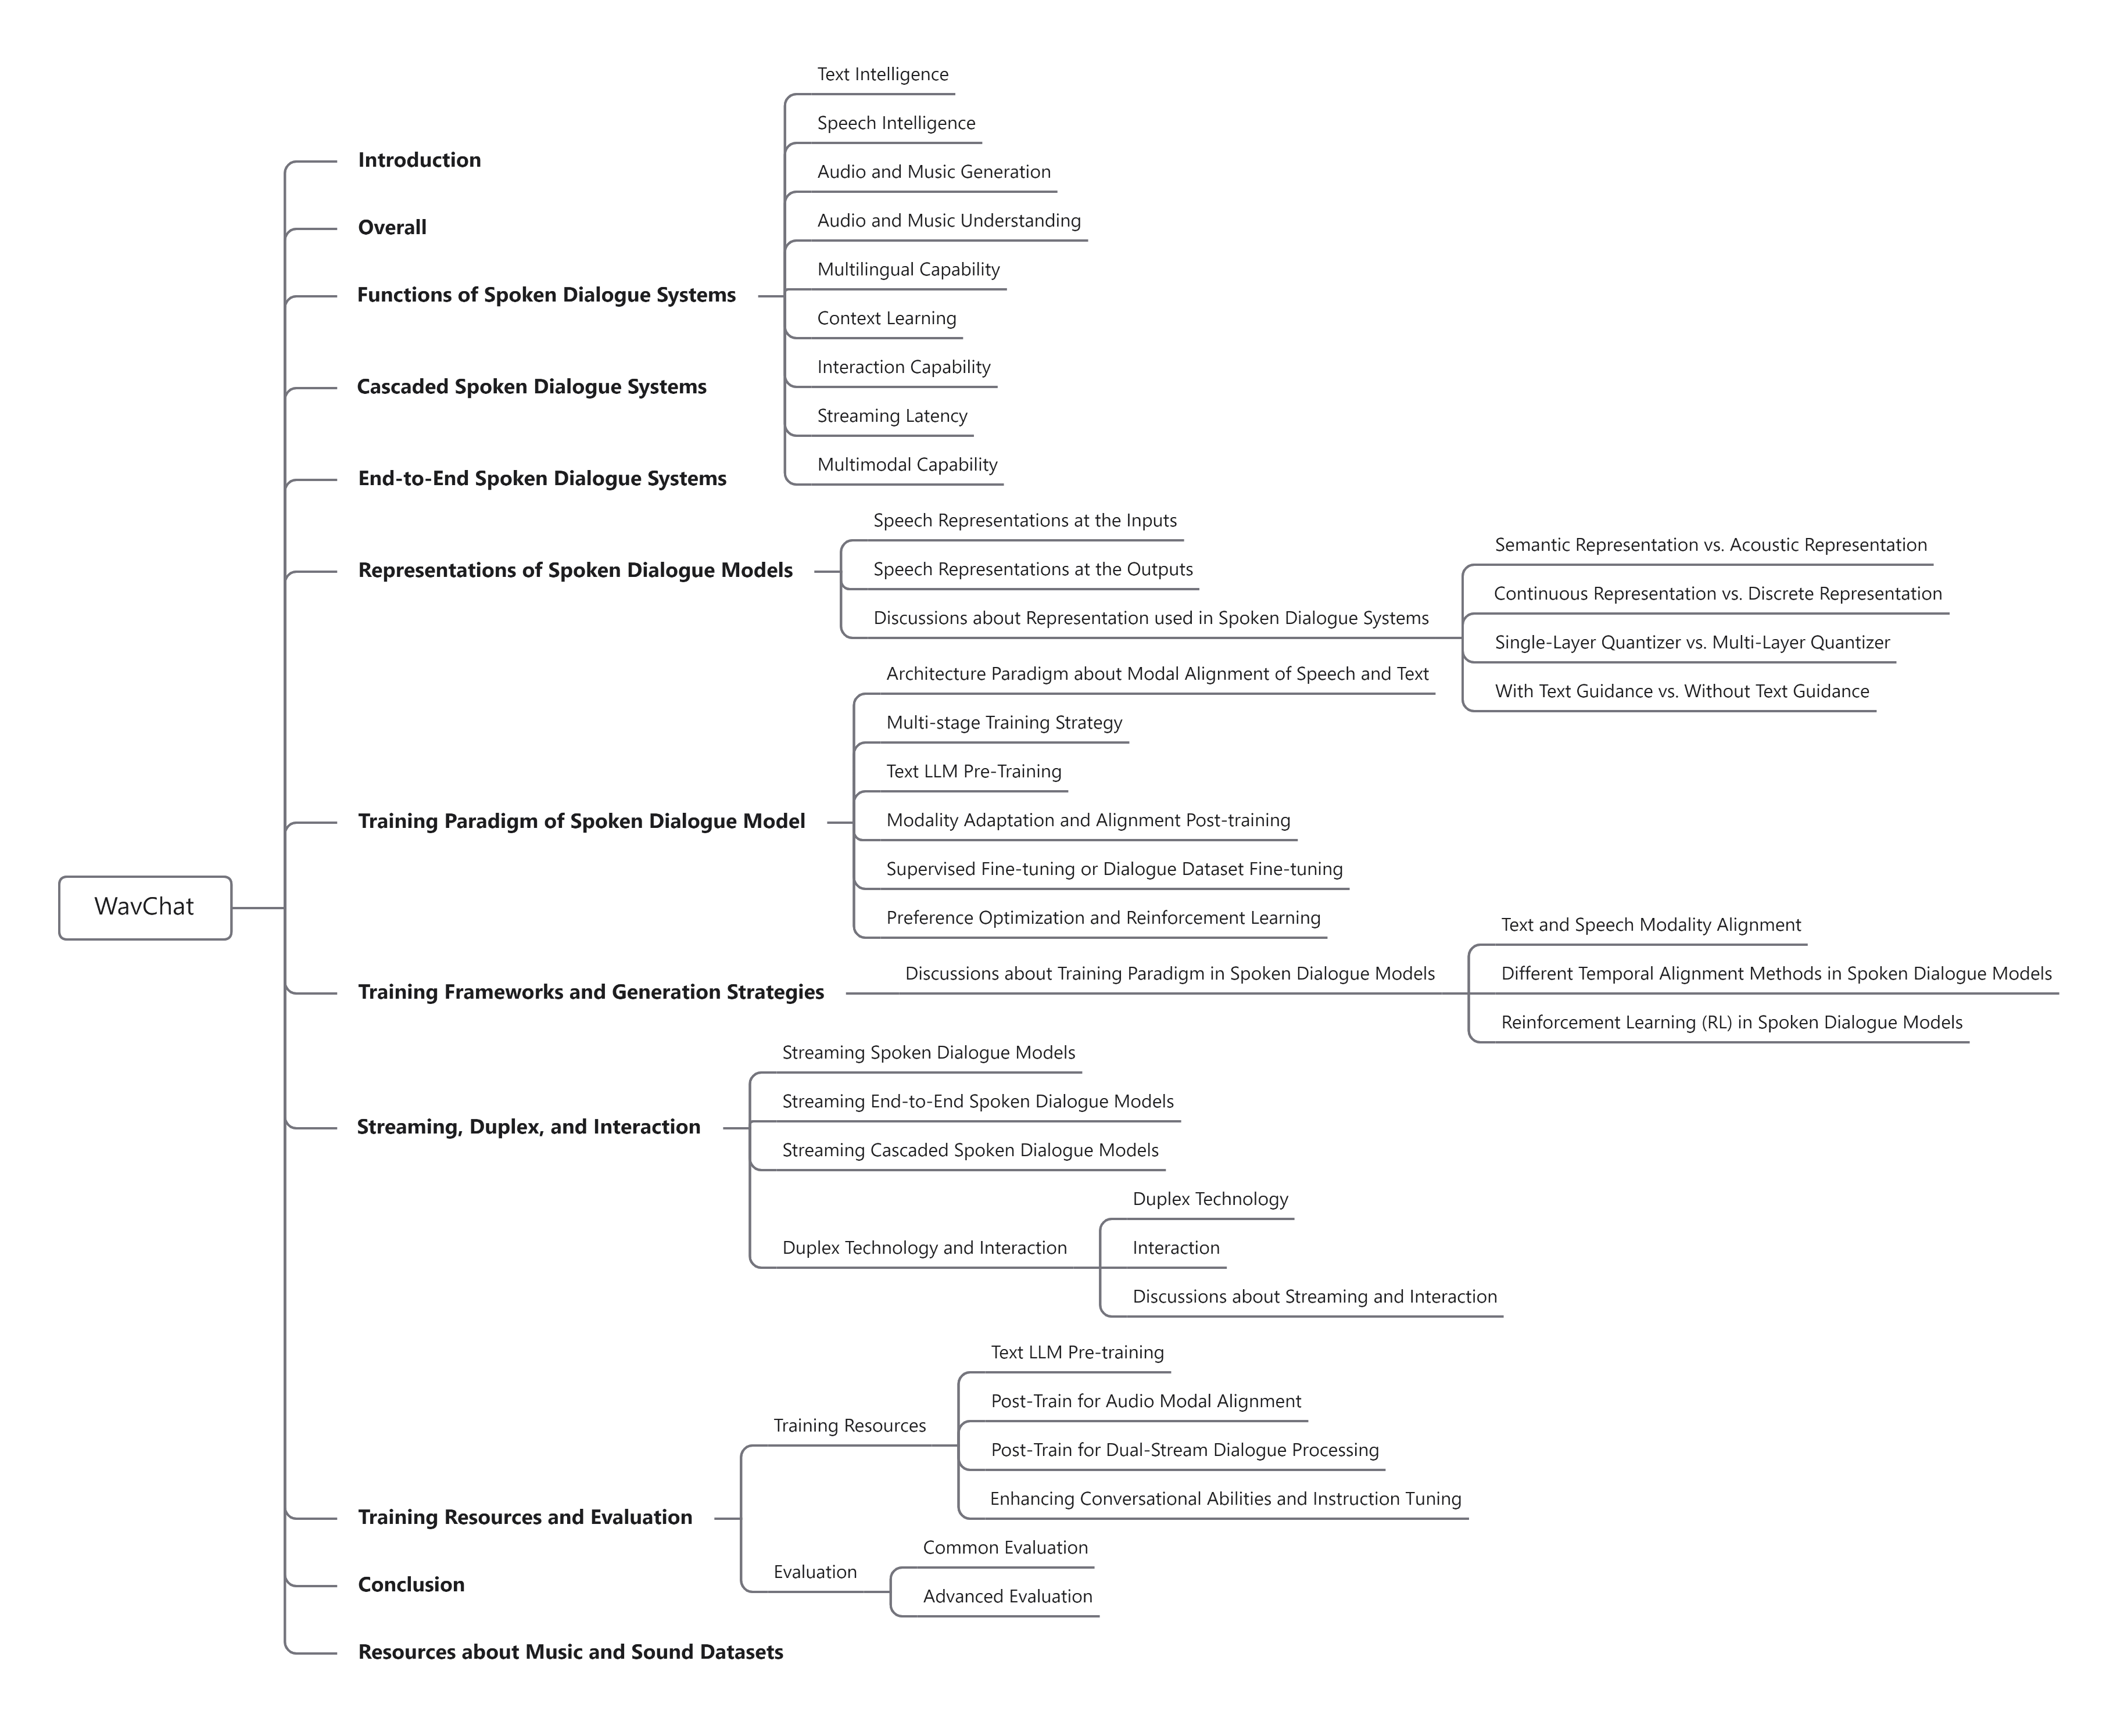 WavChat
Introduction
Overall
Functions of Spoken Dialogue Systems
Text Intelligence
Speech Intelligence
Audio and Music Generation
Audio and Music Understanding
Multilingual Capability
Context Learning
Interaction Capability
Streaming Latency
Multimodal Capability
Cascaded Spoken Dialogue Systems
End-to-End Spoken Dialogue Systems
Representations of Spoken Dialogue Models
Speech Representations at the Inputs
Speech Representations at the Outputs
Discussions about Representation used in Spoken Dialogue Systems
Semantic Representation vs. Acoustic Representation
Continuous Representation vs. Discrete Representation
Single-Layer Quantizer vs. Multi-Layer Quantizer
With Text Guidance vs. Without Text Guidance
Training Paradigm of Spoken Dialogue Model
Architecture Paradigm about Modal Alignment of Speech and Text
Multi-stage Training Strategy
Text LLM Pre-Training
Modality Adaptation and Alignment Post-training
Supervised Fine-tuning or Dialogue Dataset Fine-tuning
Preference Optimization and Reinforcement Learning
Training Frameworks and Generation Strategies
Discussions about Training Paradigm in Spoken Dialogue Models
Text and Speech Modality Alignment
Different Temporal Alignment Methods in Spoken Dialogue Models
Reinforcement Learning (RL) in Spoken Dialogue Models
Streaming, Duplex, and Interaction
Streaming Spoken Dialogue Models
Streaming End-to-End Spoken Dialogue Models
Streaming Cascaded Spoken Dialogue Models
Duplex Technology and Interaction
Duplex Technology
Interaction
Discussions about Streaming and Interaction
Training Resources and Evaluation
Training Resources
Text LLM Pre-training
Post-Train for Audio Modal Alignment
Post-Train for Dual-Stream Dialogue Processing
Enhancing Conversational Abilities and Instruction Tuning
Evaluation
Common Evaluation
Advanced Evaluation
Conclusion
Resources about Music and Sound Datasets